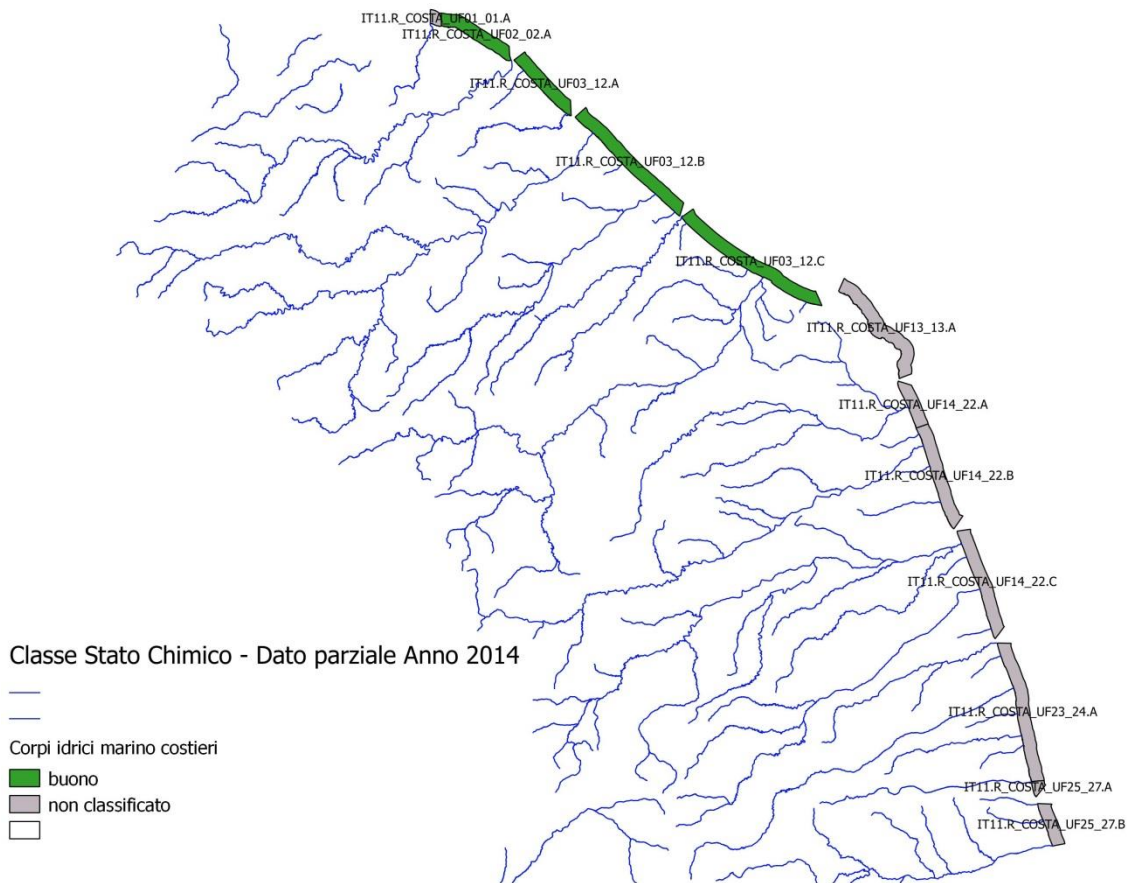 IT11.R_COSTA_UF01_01.A
IT11.R_COSTA_UF02_02.A
IT11.R_COSTA_UF03_12.A
IT11.R_COSTA_UF03_12.B
IT11.R_COSTA_UF03_12.C
IT11.R_COSTA_UF13_13.A
IT11.R_COSTA_UF14_22.A
IT11.R_COSTA_UF14_22.B
IT11.R_COSTA_UF14_22.C
IT11.R_COSTA_UF23_24.A
IT11.R_COSTA_UF25_27.A
IT11.R_COSTA_UF25_27.B
Classe Stato Chimico - Dato parziale Anno 2014
Corpi idrici marino costieri
buono
non classificato